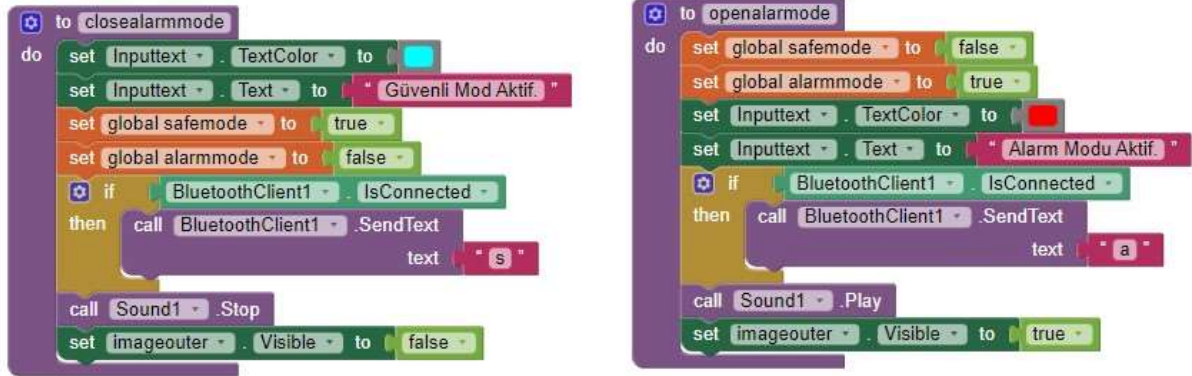 to closealarmmode
do set Inputtext . TextColor to
set Inputtext . Text to " Güvenli Mod Aktif. "
set global safemode to true
set global alarmmode to false
if BluetoothClient1 . IsConnected
then call BluetoothClient1 .SendText
text " s "
call Sound1 .Stop
set imageouter . Visible to false
to openalarmode
do set global safemode to false
set global alarmmode to true
set Inputtext . TextColor to
set Inputtext . Text to " Alarm Modu Aktif. "
if BluetoothClient1 . IsConnected
then call BluetoothClient1 .SendText
text " a "
call Sound1 .Play
set imageouter . Visible to true